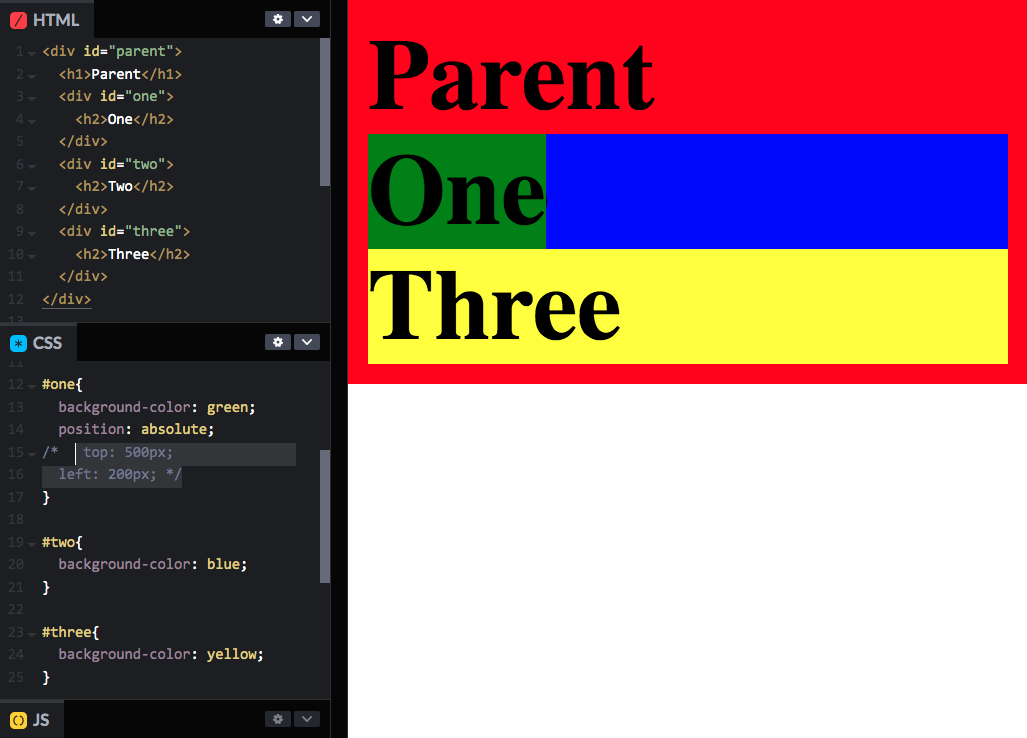 HTML
1 <div id="parent">
2 <h1>Parent</h1>
3 <div id="one">
4 <h2>One</h2>
5 </div>
6 <div id="two">
7 <h2>Two</h2>
8 </div>
9 <div id="three">
10 <h2>Three</h2>
11 </div>
12 </div>
13
CSS
11
12 #one{
13 background-color: green;
14 position: absolute;
15 /* top: 500px;
16 left: 200px; */
17 }
18
19 #two{
20 background-color: blue;
21 }
22
23 #three{
24 background-color: yellow;
25 }
JS
Parent
One
Three